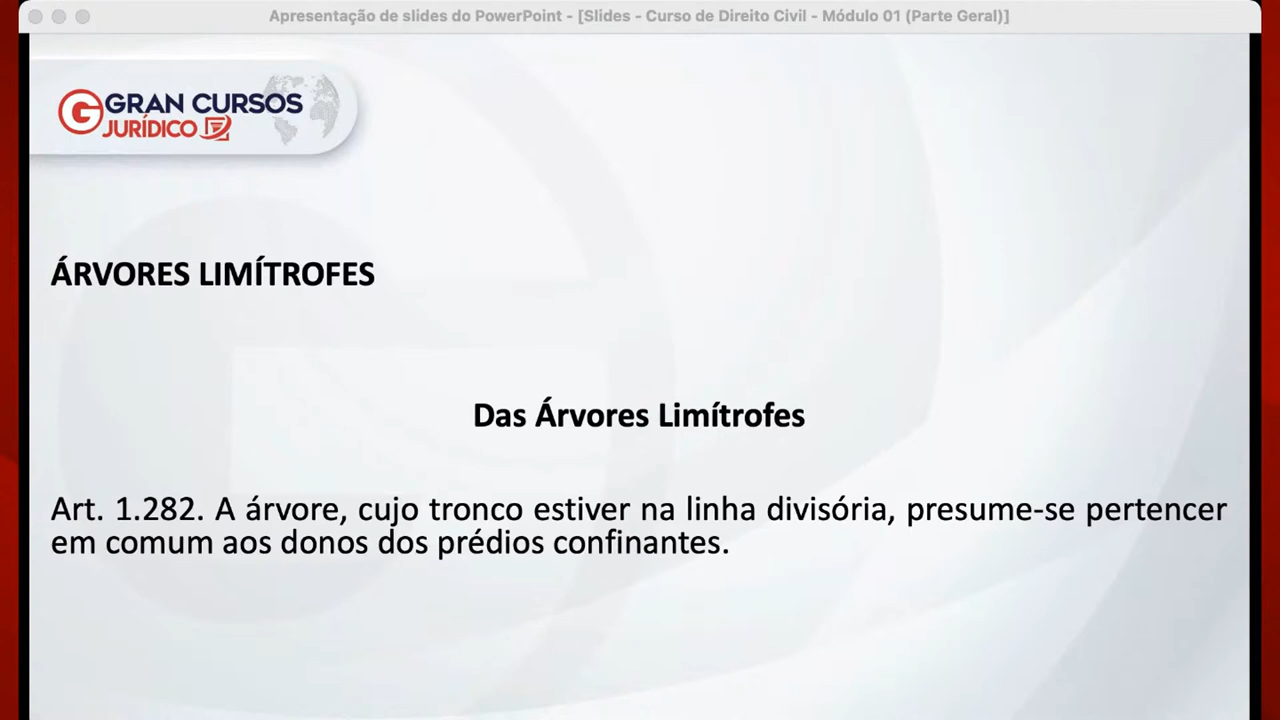 Apresentação de slides do PowerPoint - [Slides - Curso de Direito Civil - Módulo 01 (Parte Geral)]
GRAN CURSOS
JURÍDICO
ÁRVORES LIMÍTROFES
Das Árvores Limítrofes
Art. 1.282. A árvore, cujo tronco estiver na linha divisória, presume-se pertencer
em comum aos donos dos prédios confinantes.